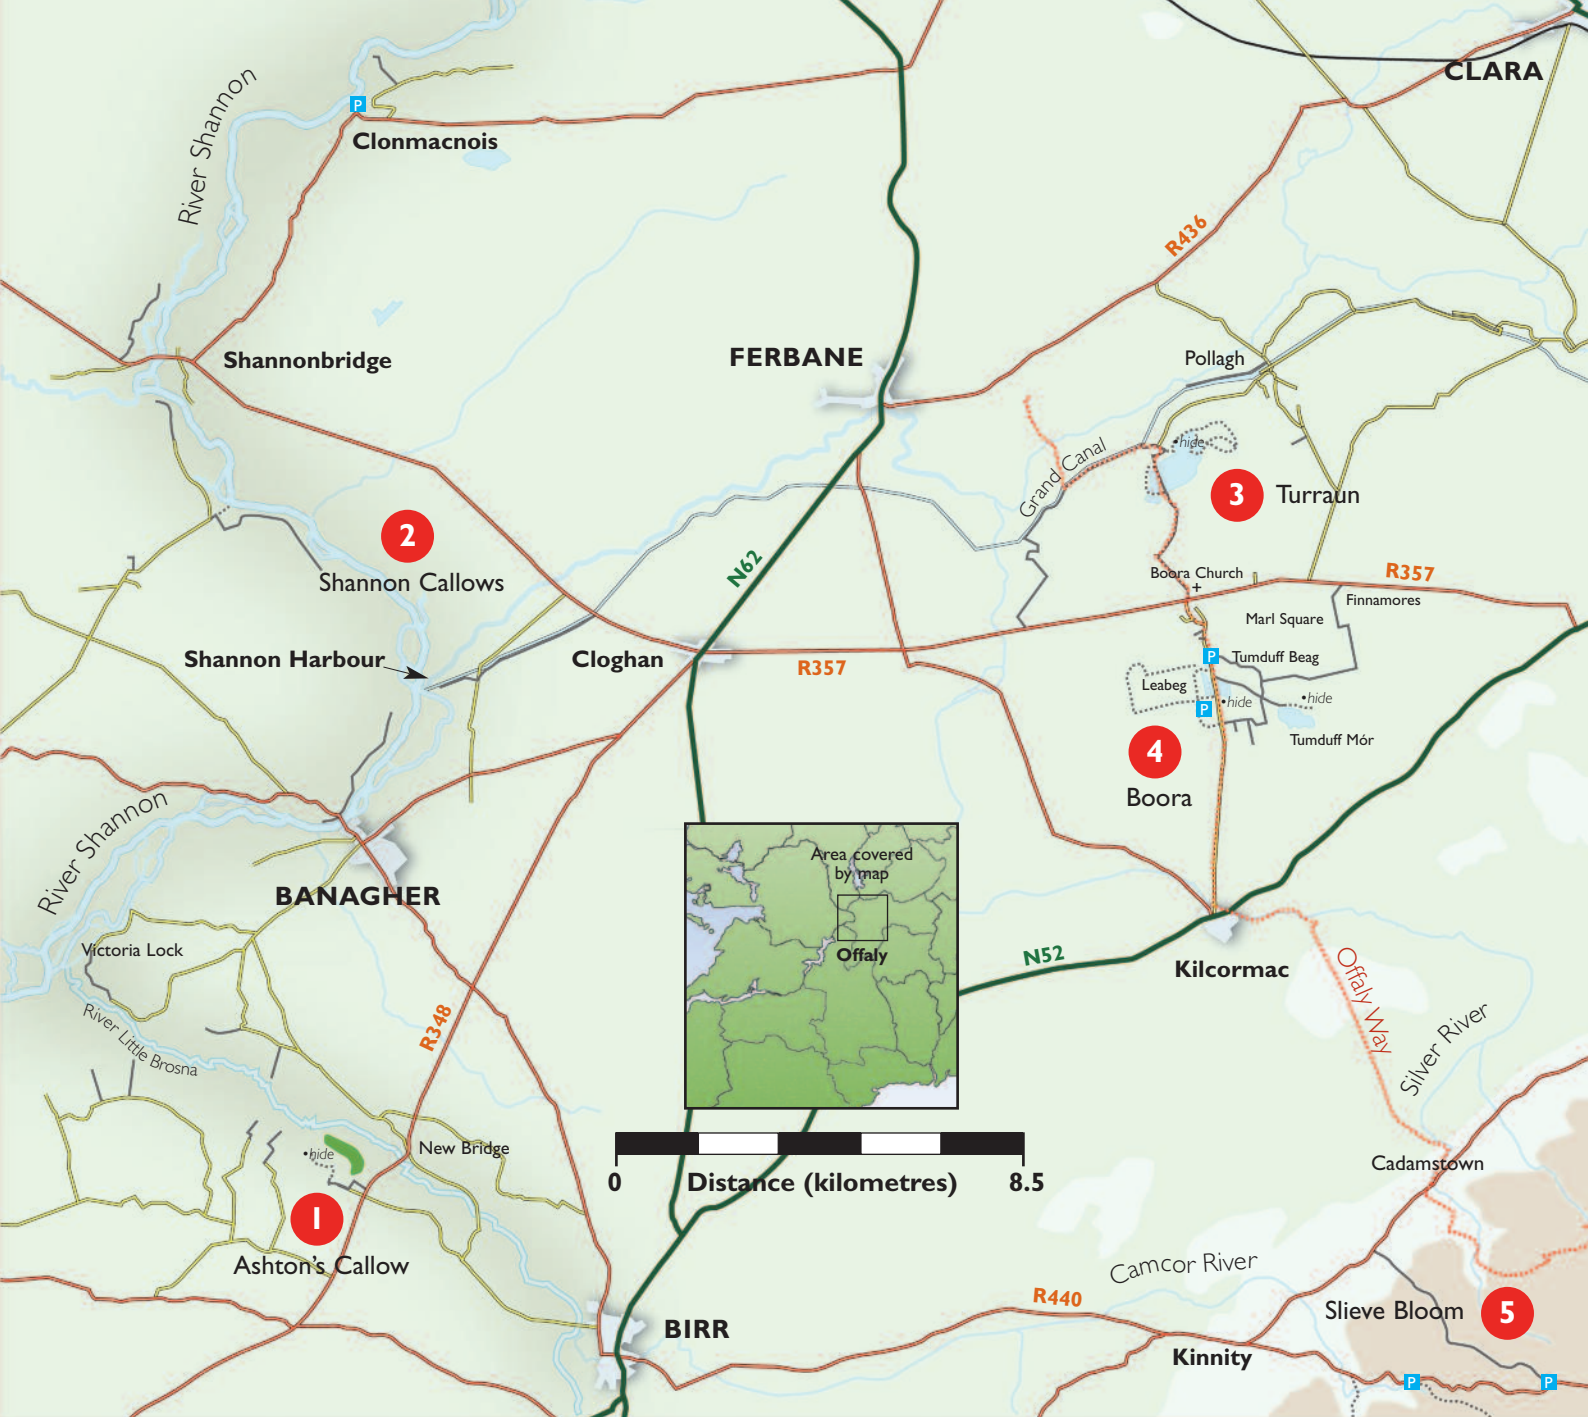 CLARA
River Shannon
P
Clonmacnois
R436
Shannonbridge
FERBANE
Pollagh
hide
Grand Canal
3
Turraun
2
Shannon Callows
N62
Boora Church
R357
Finnamores
Marl Square
Shannon Harbour
Cloghan
R357
P
Tumduff Beag
Leabeg
hide
hide
P
Tumduff Mór
4
Boora
River Shannon
BANAGHER
Area covered
by map
Offaly
Victoria Lock
N52
Kilcormac
Offaly Way
Silver River
River Little Brosna
R348
New Bridge
hide
Cadamstown
0
Distance (kilometres)
8.5
1
Ashton's Callow
Camcor River
R440
Slieve Bloom
5
BIRR
Kinnity
P
P